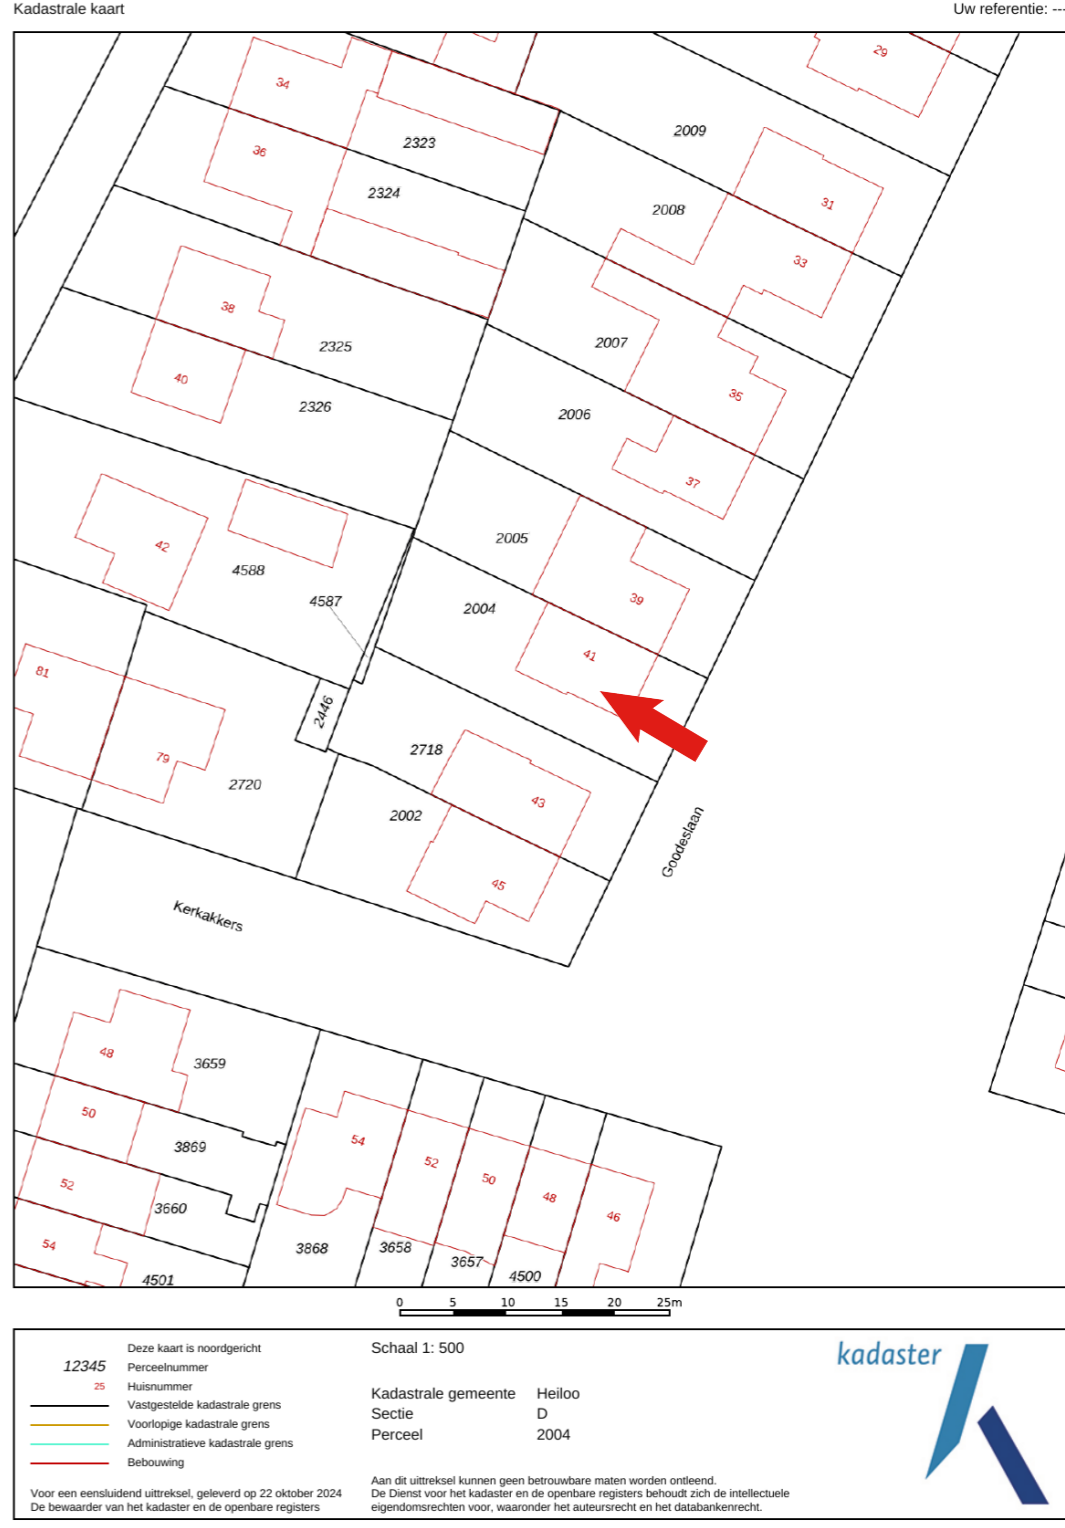 Kadastrale kaart
Uw referentie: ---
29
34
2009
2323
36
2324
31
2008
33
38
2007
2325
40
35
2326
2006
37
42
2005
4588
4587
39
2004
41
81
2446
2718
79
2720
43
2002
Goodeslaan
45
Kerkakkers
48
3659
50
54
3869
52
52
50
48
3660
46
54
3868
3658
3657
4501
4500
0 5 10 15 20 25m
Deze kaart is noordgericht
12345 Perceelnummer
25 Huisnummer
Vastgestelde kadastrale grens
Voorlopige kadastrale grens
Administratieve kadastrale grens
Bebouwing
Voor een eensluidend uittreksel, geleverd op 22 oktober 2024
De bewaarder van het kadaster en de openbare registers
Schaal 1: 500
Kadastrale gemeente Heiloo
Sectie D
Perceel 2004
Aan dit uittreksel kunnen geen betrouwbare maten worden ontleend.
De Dienst voor het kadaster en de openbare registers behoudt zich de intellectuele
eigendomsrechten voor, waaronder het auteursrecht en het databankenrecht.
kadaster